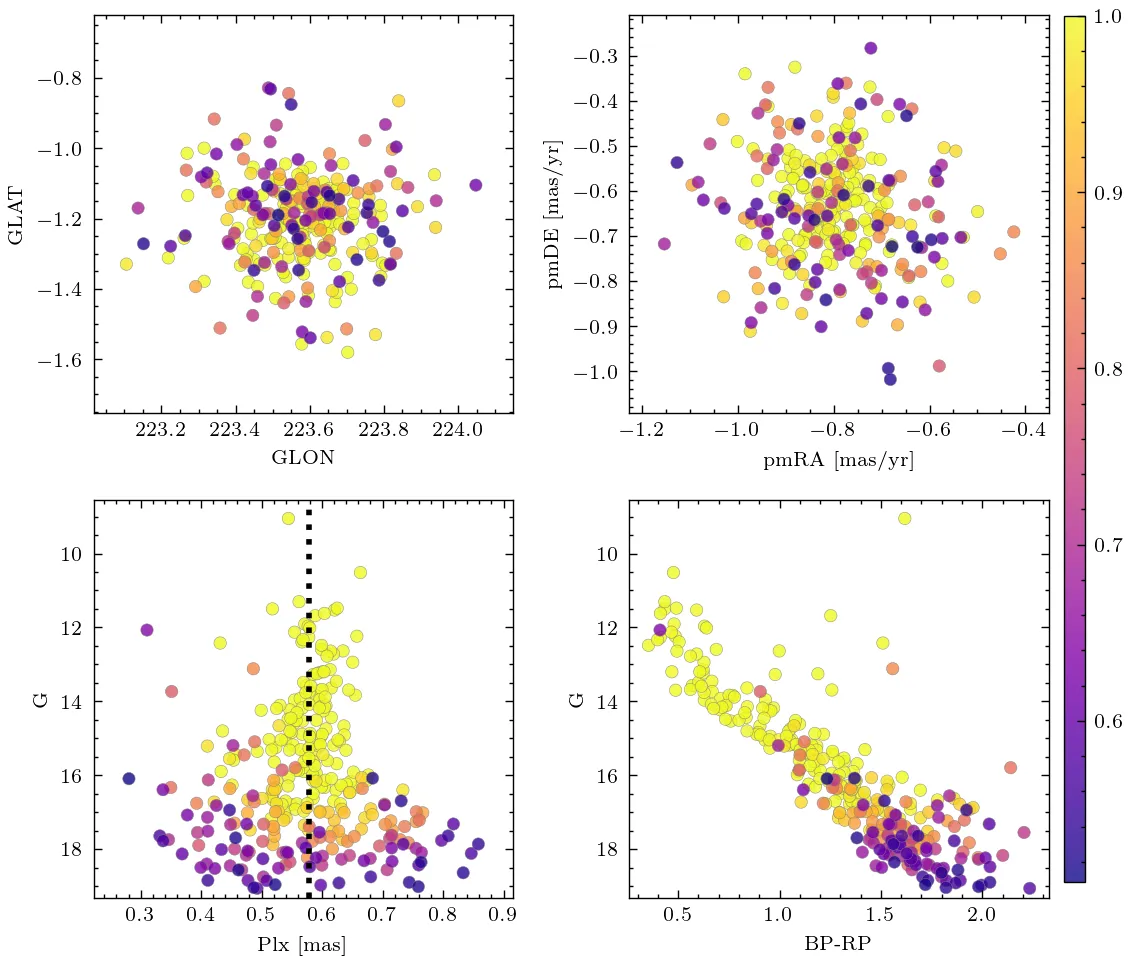 −0.8
−1.0
−1.2
−1.4
−1.6
GLAT
223.2 223.4 223.6 223.8 224.0
GLON
−0.3
−0.4
−0.5
−0.6
−0.7
−0.8
−0.9
−1.0
pmDE [mas/yr]
−1.2 −1.0 −0.8 −0.6 −0.4
pmRA [mas/yr]
1.0
0.9
0.8
0.7
0.6
10
12
14
16
18
G
0.3 0.4 0.5 0.6 0.7 0.8 0.9
Plx [mas]
10
12
14
16
18
G
0.5 1.0 1.5 2.0
BP-RP